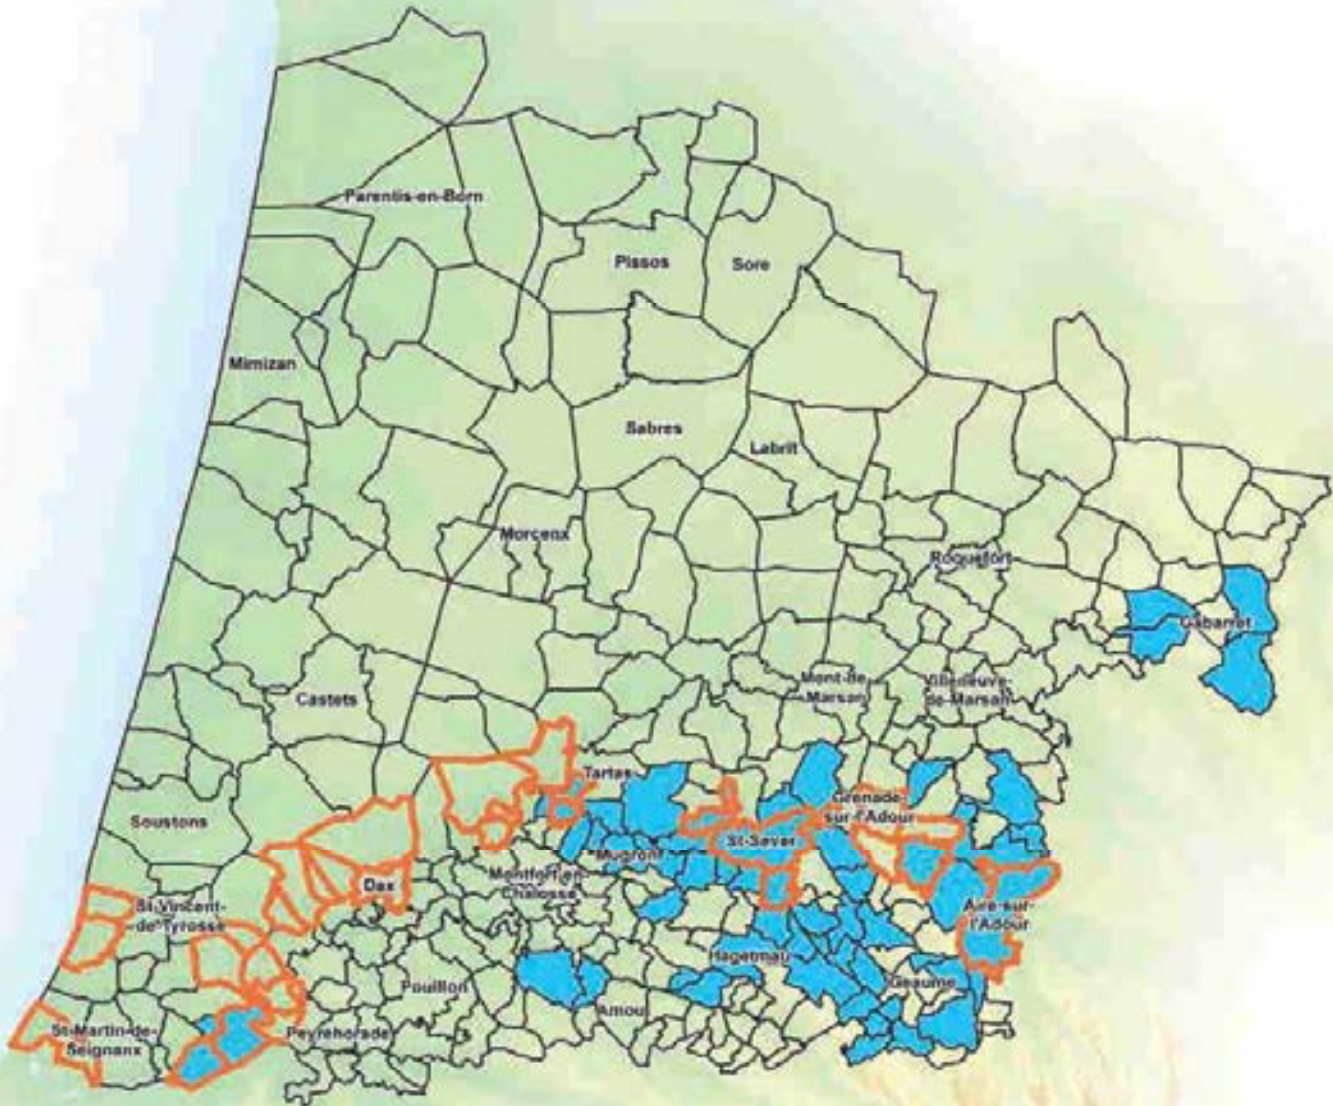 Parentis-en-Born
Pissos
Sore
Mimizan
Sabres
Labrit
Morcenx
Roquefort
Gabarret
Mont-de-
Marsan
Villeneuve-
de-Marsan
Castets
Tartas
Soustons
Grenade-
sur-l'Adour
St-Sever
Mugron
Montfort-en-
Chalosse
Dax
St-Vincent-
de-Tyrosse
Aire-sur-
l'Adour
Hagetmau
Geaune
Pouillon
Amou
St-Martin-de-
Seignanx
Peyrehorade